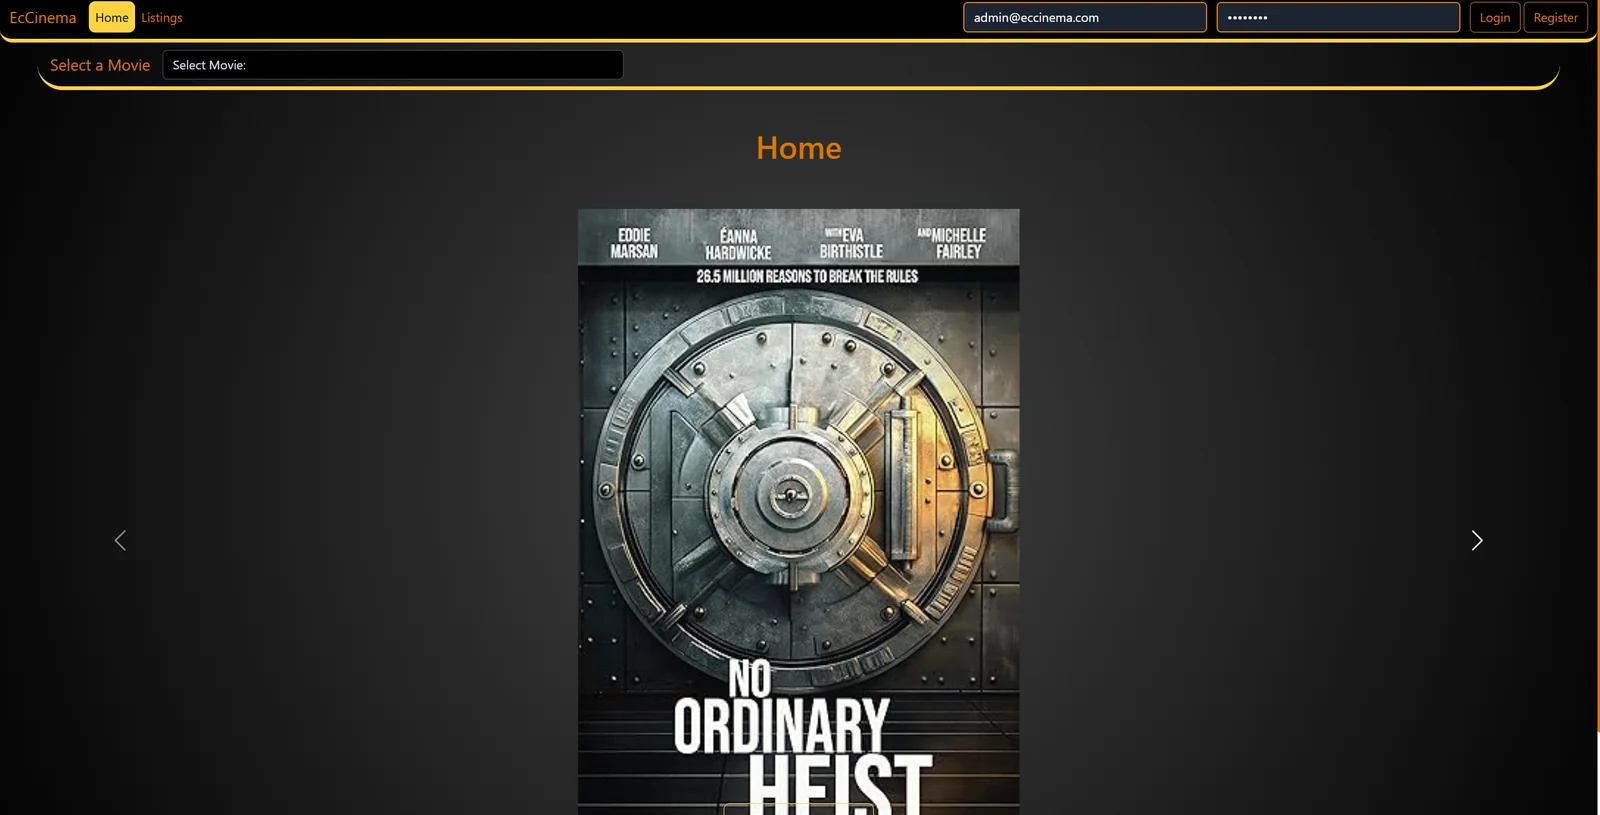 EcCinema Home Listings admin@eccinema.com •••••••• Login Register
Select a Movie Select Movie:
Home
EDDIE MARSAN
ÉANNA HARDWICKE
WITH EVA BIRTHISTLE
AND MICHELLE FAIRLEY
26.5 MILLION REASONS TO BREAK THE RULES
NO
ORDINARY
HEIST